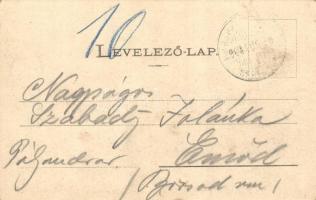 10
LEVELEZŐ-LAP.
Nagyságos
Szabady Jolánka
Emőd
Borsod